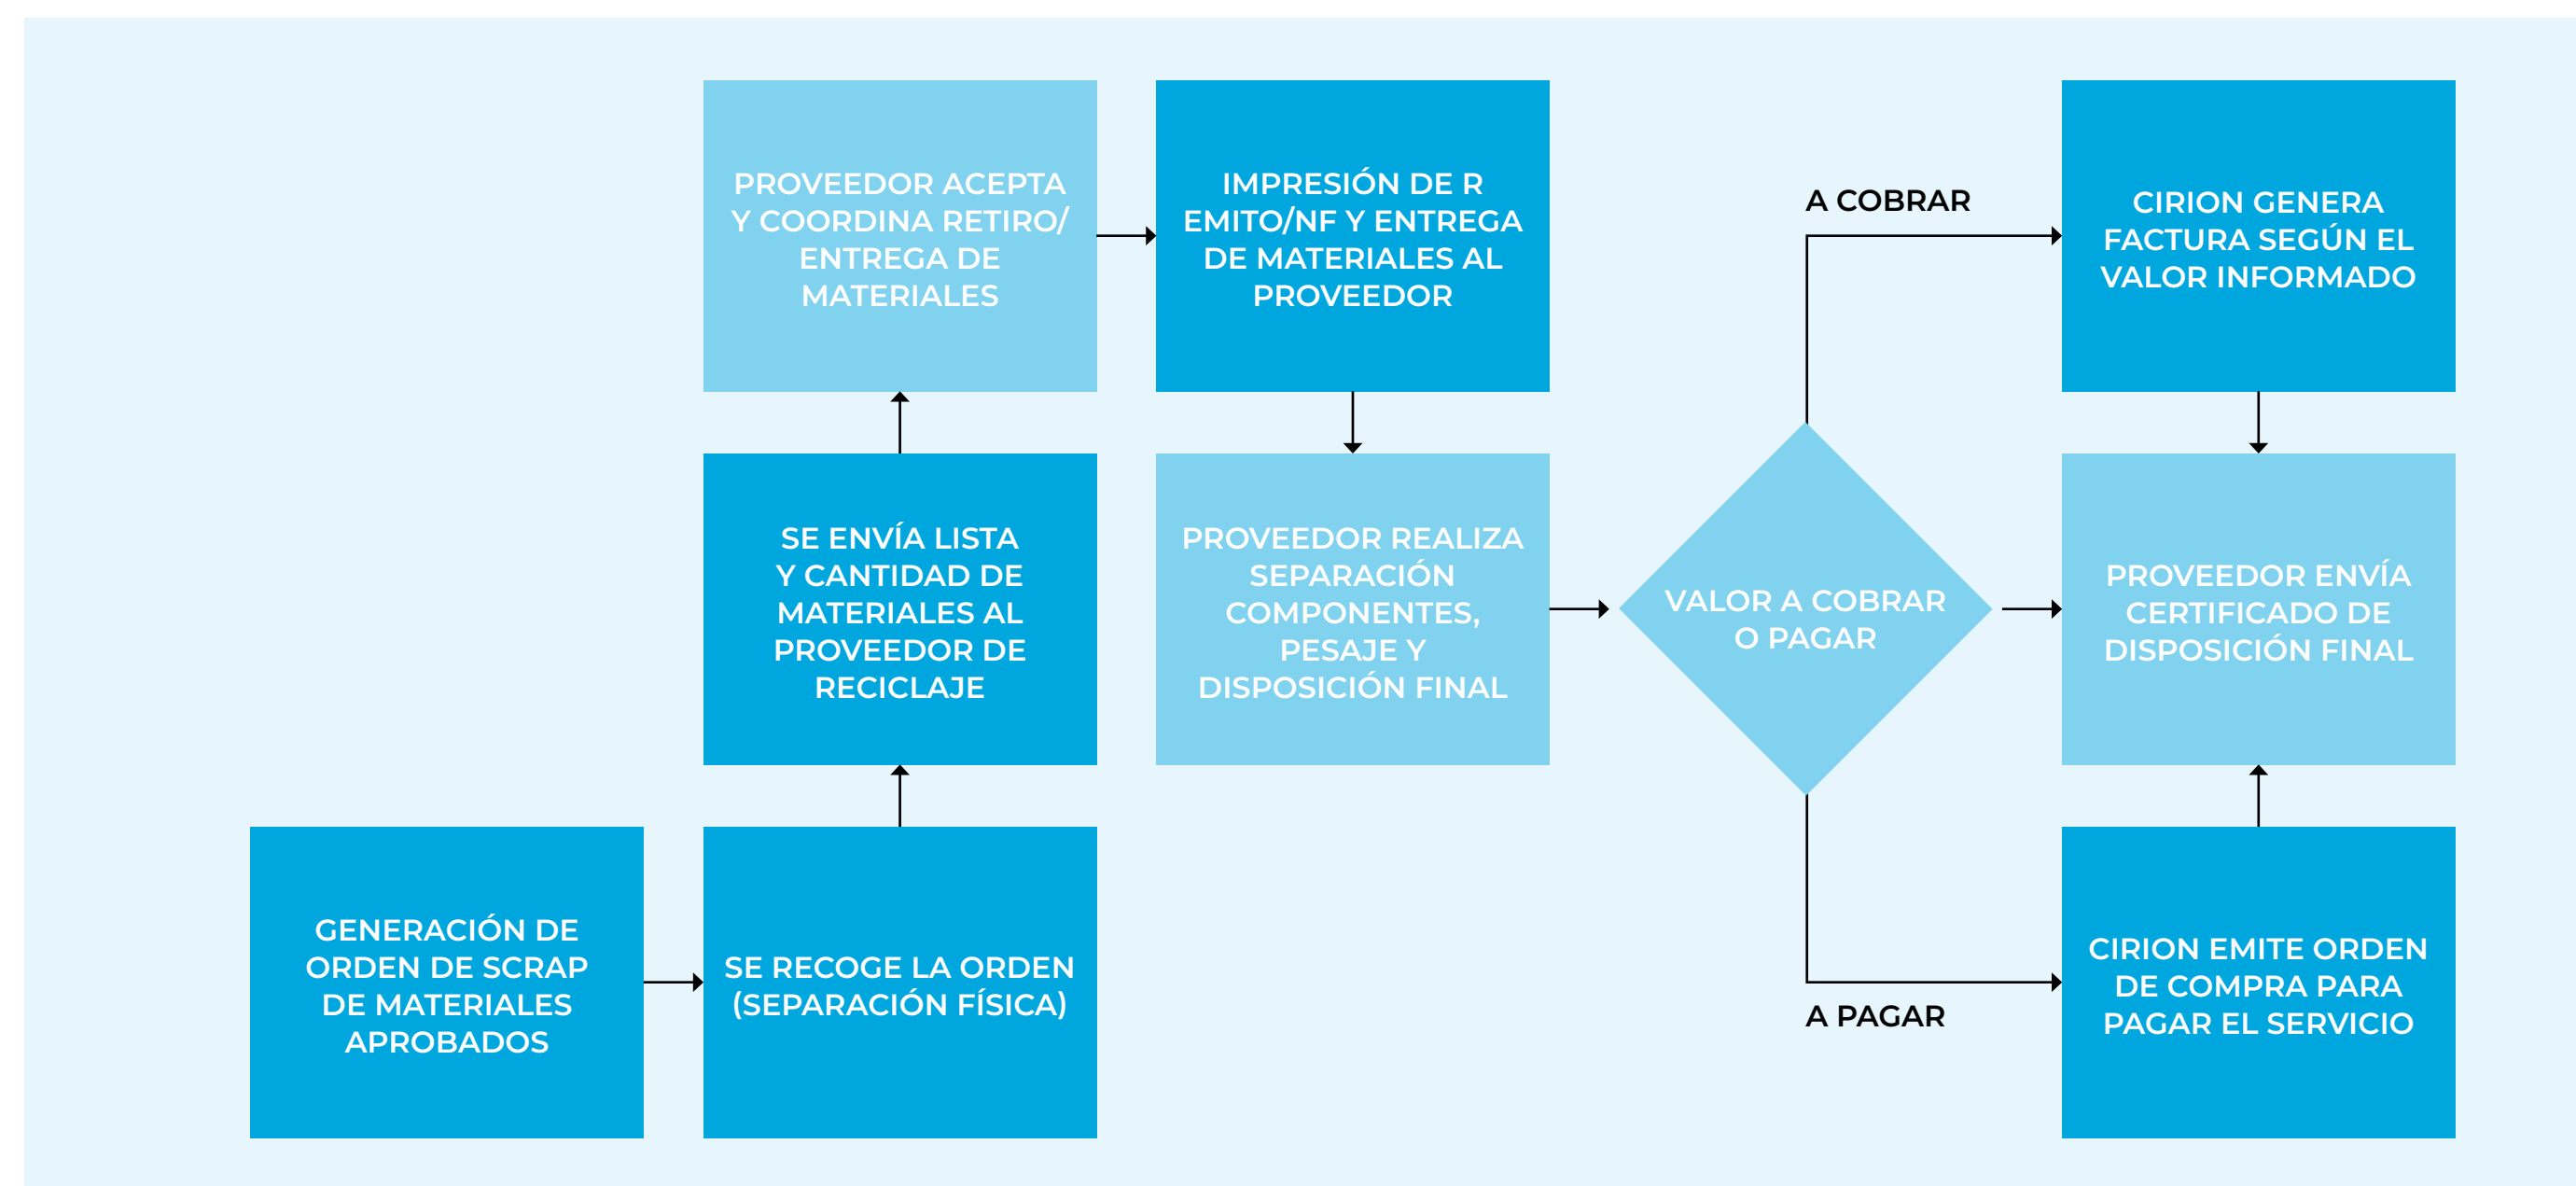 PROVEEDOR ACEPTA
Y COORDINA RETIRO/
ENTREGA DE
MATERIALES
IMPRESIÓN DE R
EMITO/NF Y ENTREGA
DE MATERIALES AL
PROVEEDOR
A COBRAR
CIRION GENERA
FACTURA SEGÚN EL
VALOR INFORMADO
SE ENVÍA LISTA
Y CANTIDAD DE
MATERIALES AL
PROVEEDOR DE
RECICLAJE
PROVEEDOR REALIZA
SEPARACIÓN
COMPONENTES,
PESAJE Y
DISPOSICIÓN FINAL
VALOR A COBRAR
O PAGAR
PROVEEDOR ENVÍA
CERTIFICADO DE
DISPOSICIÓN FINAL
GENERACIÓN DE
ORDEN DE SCRAP
DE MATERIALES
APROBADOS
SE RECOGE LA ORDEN
(SEPARACIÓN FÍSICA)
A PAGAR
CIRION EMITE ORDEN
DE COMPRA PARA
PAGAR EL SERVICIO